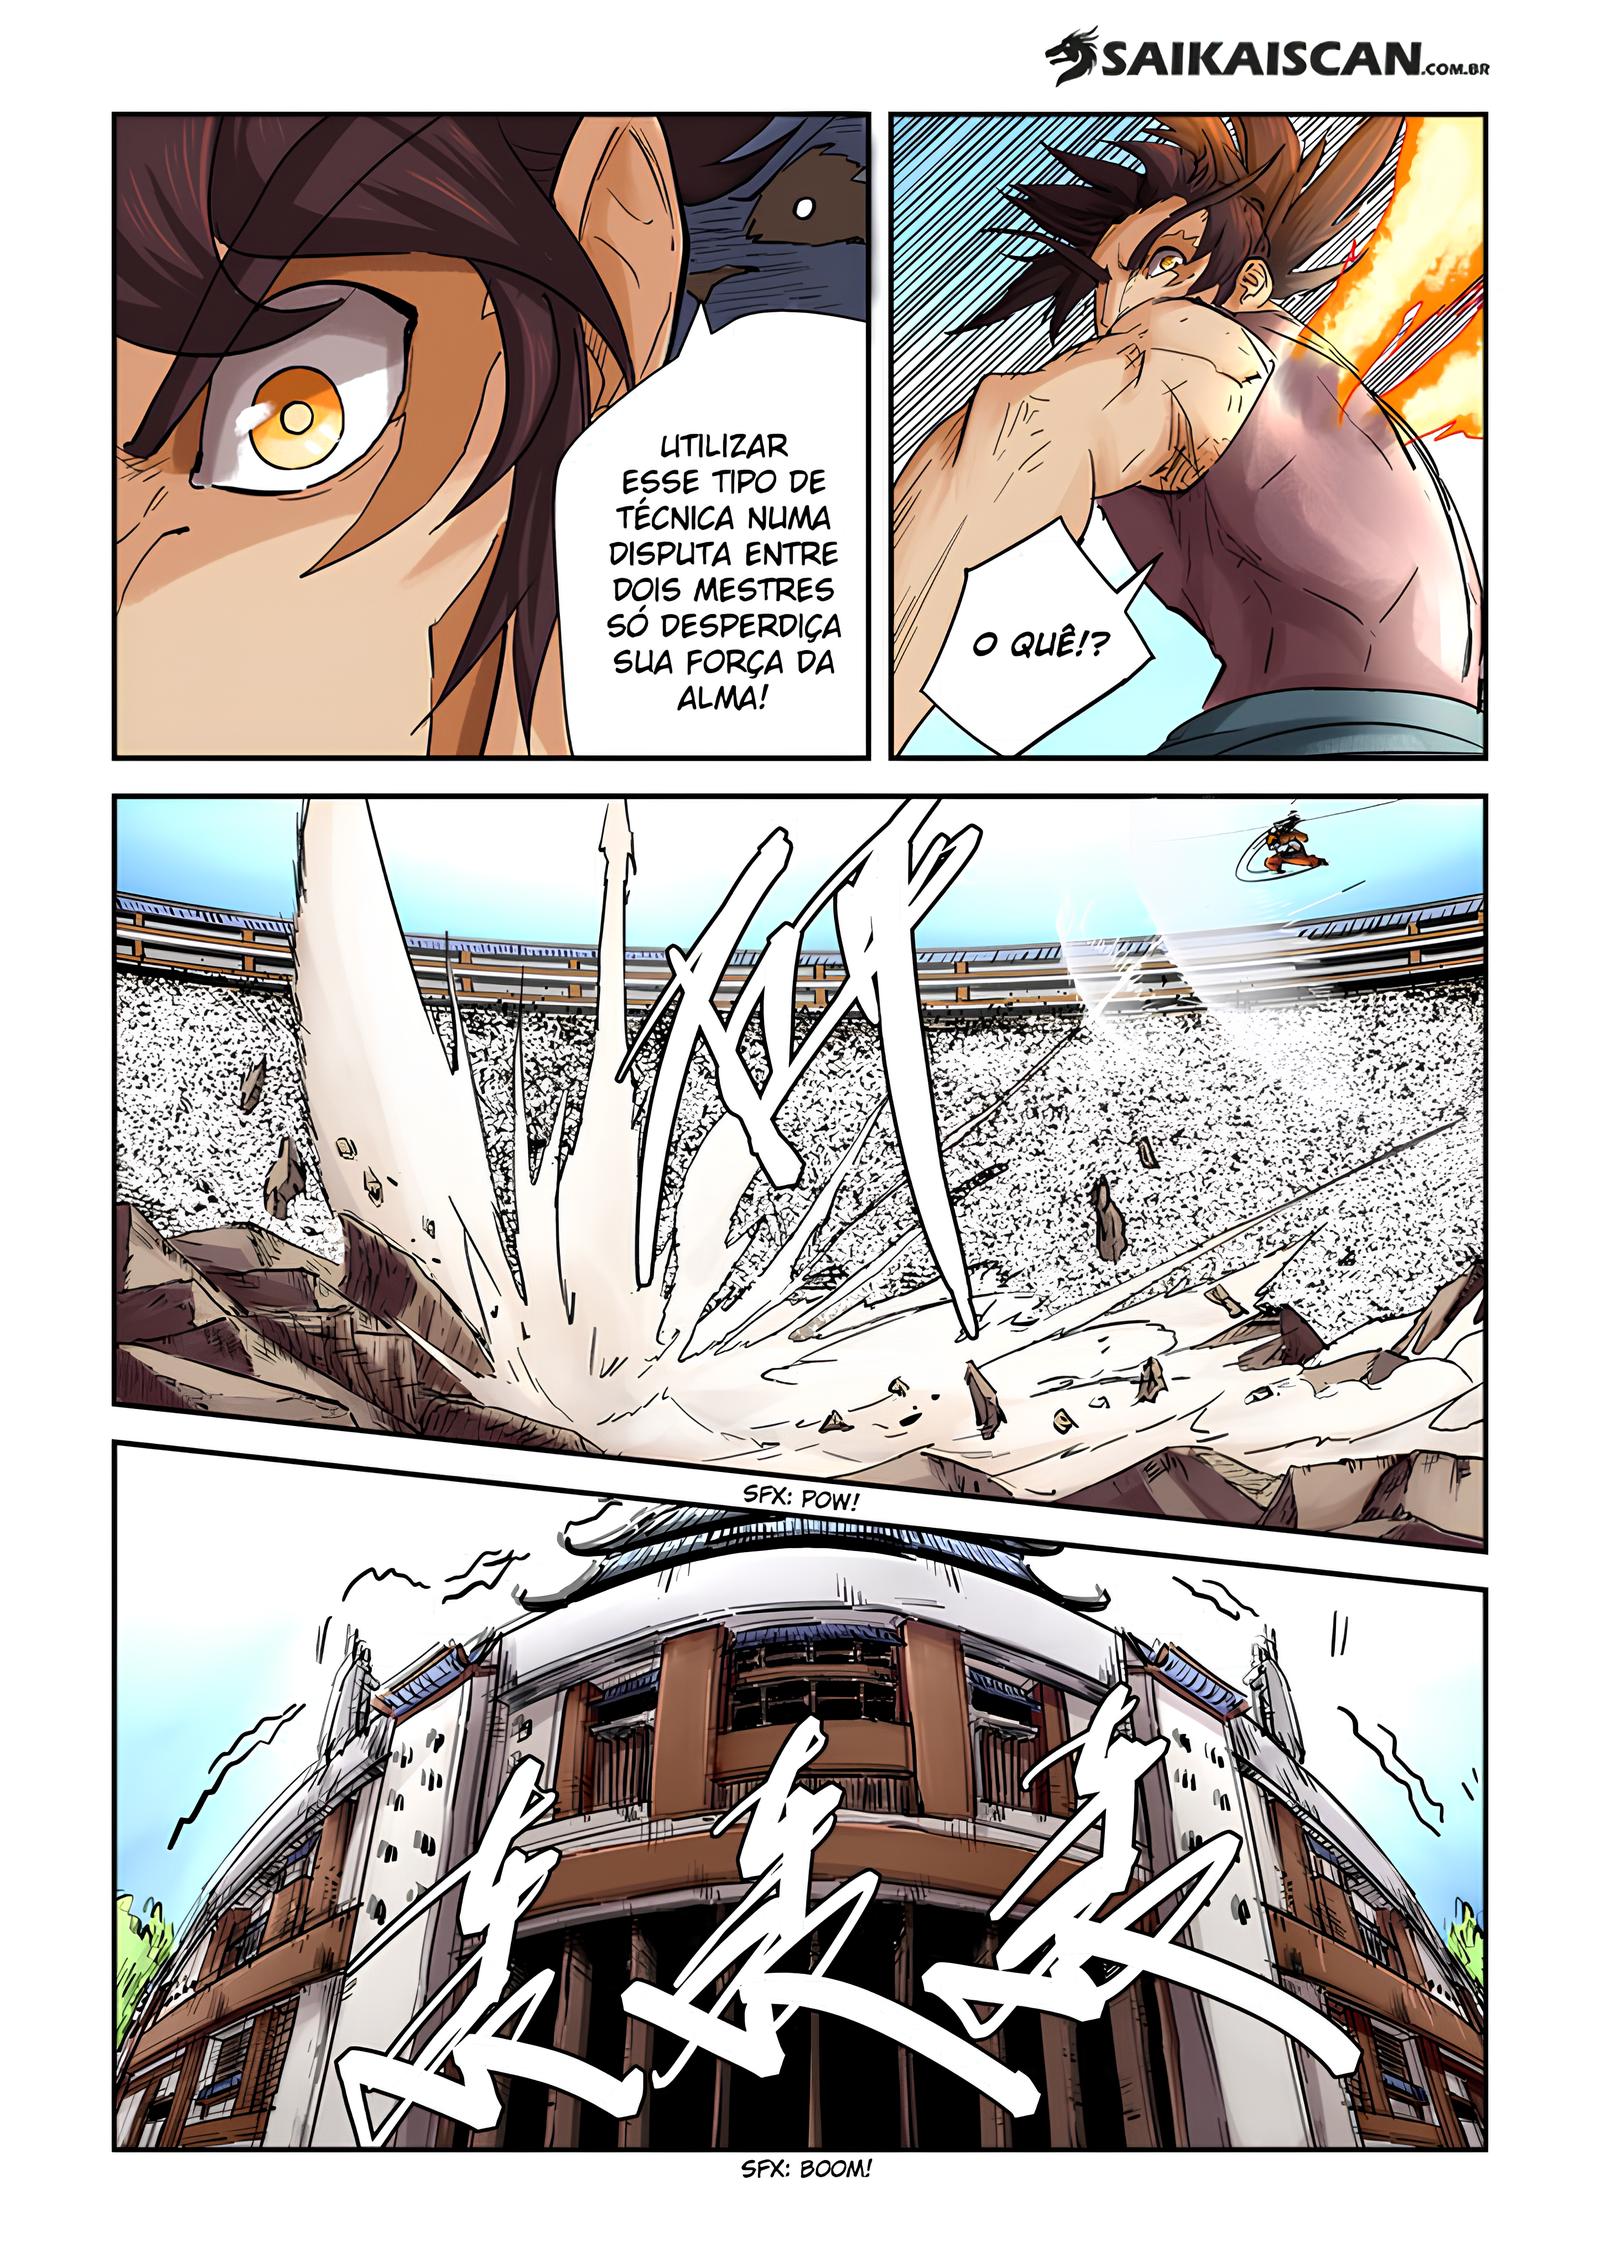 SAIKAISCAN.COM.BR
UTILIZAR
ESSE TIPO DE
TÉCNICA NUMA
DISPUTA ENTRE
DOIS MESTRES
SÓ DESPERDIÇA
SUA FORÇA DA
ALMA!
O QUÊ!?
SFX: POW!
SFX: BOOM!